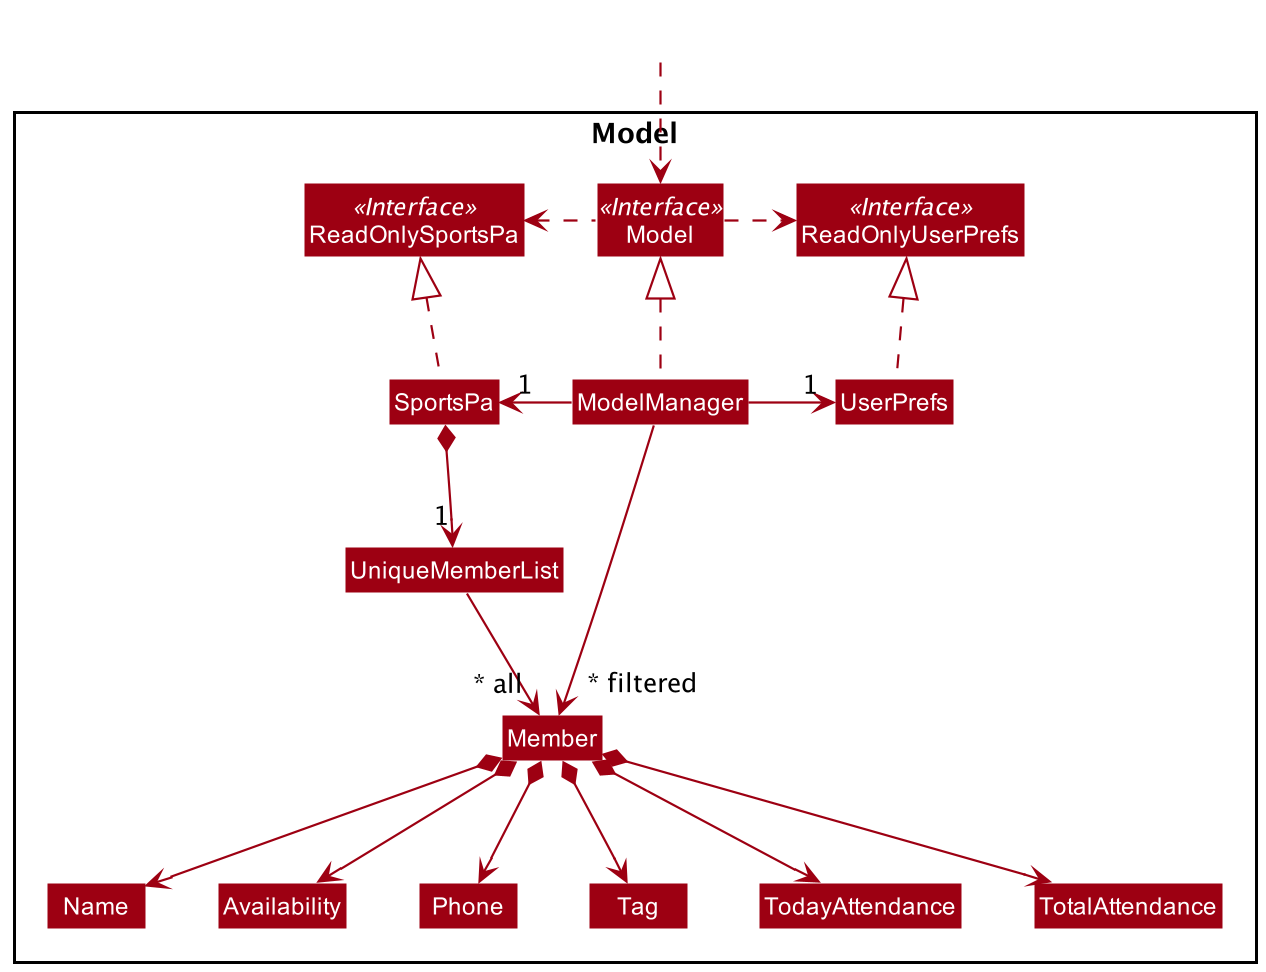 Model
«Interface»
ReadOnlySportsPa
«Interface»
Model
«Interface»
ReadOnlyUserPrefs
SportsPa
1
ModelManager
1
UserPrefs
1
UniqueMemberList
* all
* filtered
Member
Name
Availability
Phone
Tag
TodayAttendance
TotalAttendance